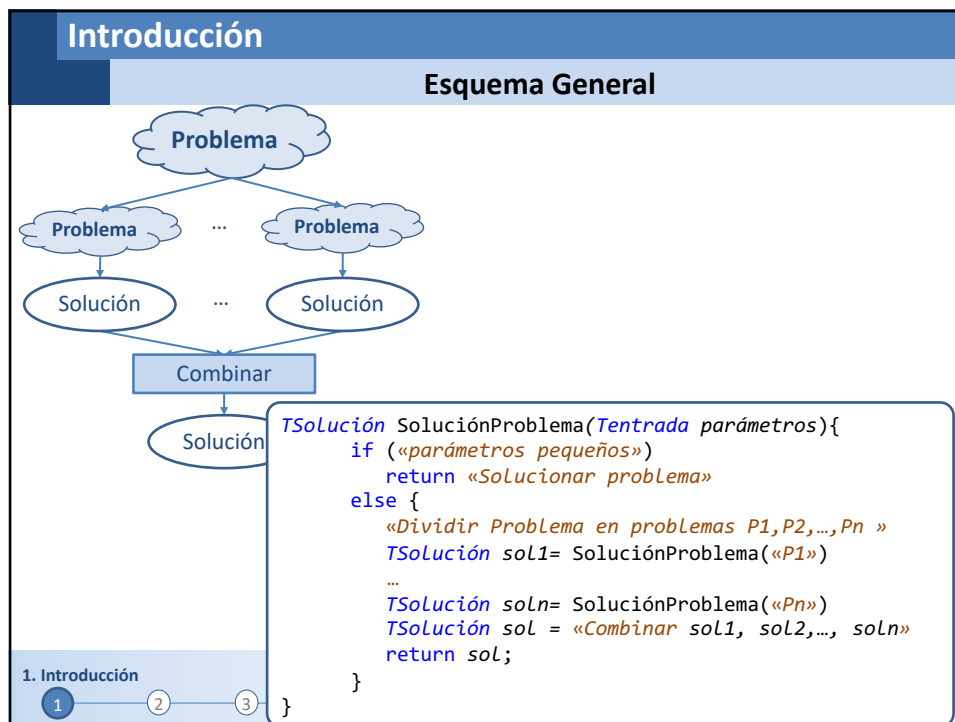 Introducción
Esquema General
Problema
Problema ... Problema
Solución ... Solución
Combinar
Solución
TSolución SoluciónProblema(Tentrada parámetros){
if («parámetros pequeños»)
return «Solucionar problema»
else {
«Dividir Problema en problemas P1,P2,…,Pn »
TSolución sol1= SoluciónProblema(«P1»)
…
TSolución soln= SoluciónProblema(«Pn»)
TSolución sol = «Combinar sol1, sol2,…, soln»
return sol;
}
}
1. Introducción
1 2 3